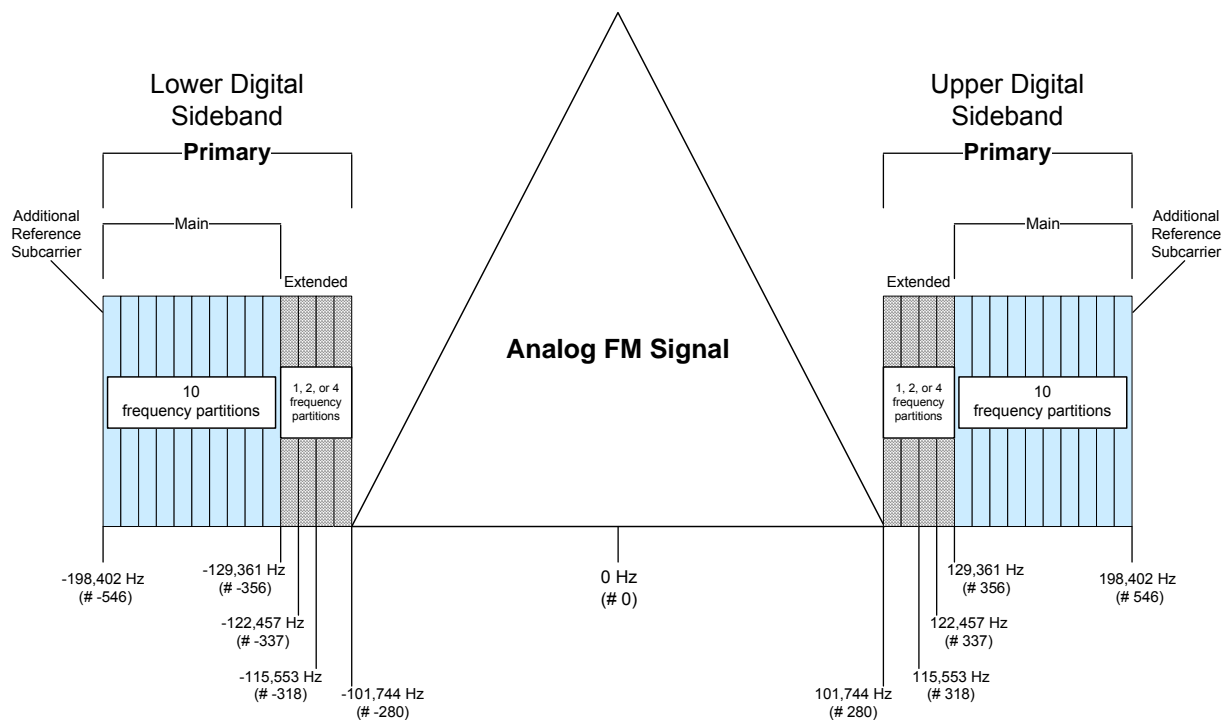 Lower Digital
Sideband
Primary
Upper Digital
Sideband
Primary
Additional
Reference
Subcarrier
Main
Extended
Extended
Main
Additional
Reference
Subcarrier
Analog FM Signal
10
frequency partitions
1, 2, or 4
frequency
partitions
1, 2, or 4
frequency
partitions
10
frequency partitions
-198,402 Hz
(# -546)
-129,361 Hz
(# -356)
-122,457 Hz
(# -337)
-115,553 Hz
(# -318)
-101,744 Hz
(# -280)
0 Hz
(# 0)
101,744 Hz
(# 280)
115,553 Hz
(# 318)
122,457 Hz
(# 337)
129,361 Hz
(# 356)
198,402 Hz
(# 546)